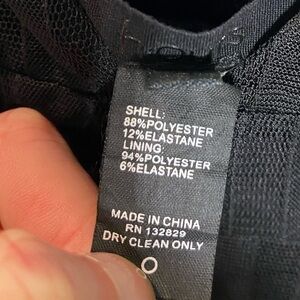 SHELL:
88%POLYESTER
12%ELASTANE
LINING:
94%POLYESTER
6%ELASTANE
MADE IN CHINA
RN 132829
DRY CLEAN ONLY